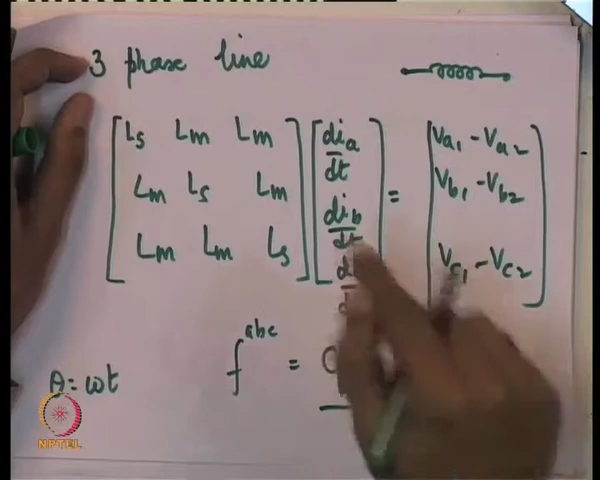 3 phase line
[Ls Lm Lm] [dia/dt] = [Va1 - Va2]
[Lm Ls Lm] [dib/dt] [Vb1 - Vb2]
[Lm Lm Ls] [Vc1 - Vc2]
f^abc =
θ = ωt
NPTEL